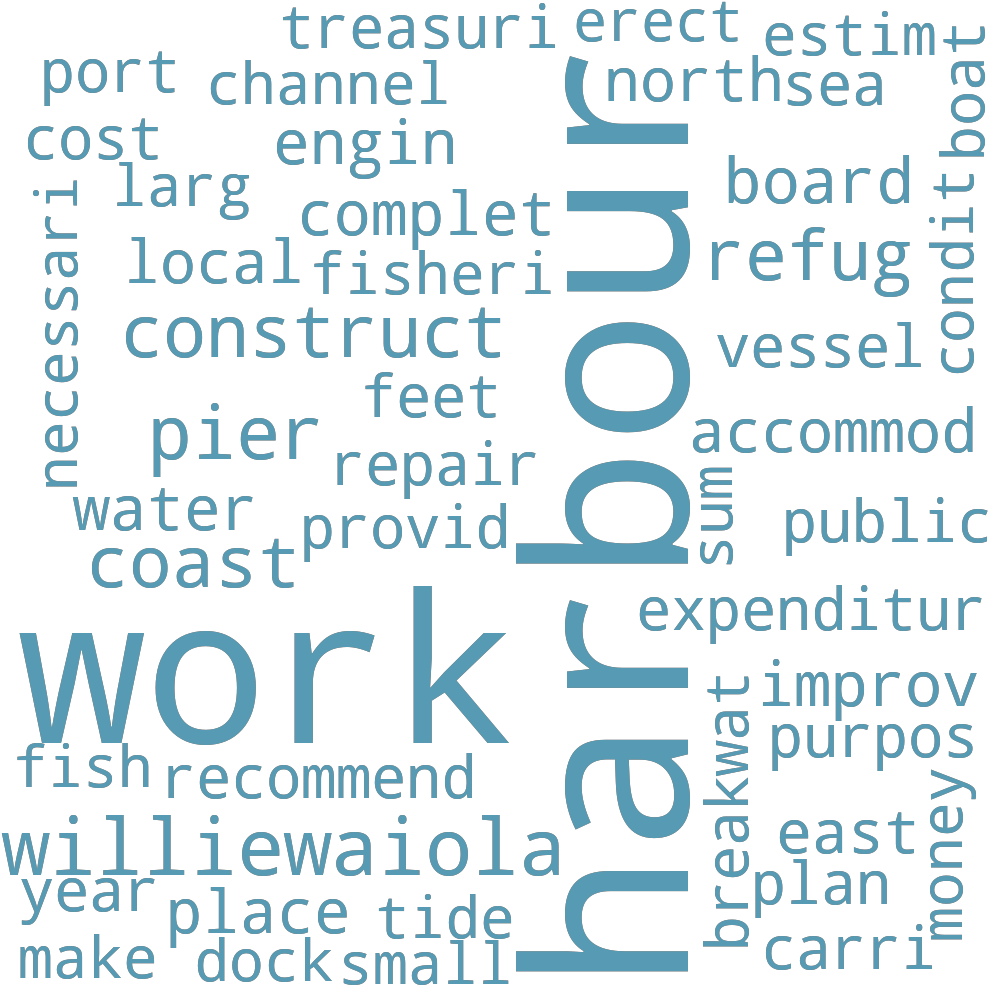 treasuri
erect
estim
boat
port
channel
north
sea
cost
engin
larg
board
necessari
complet
condit
local
fisheri
refug
construct
vessel
feet
harbour
pier
accommod
repair
water
provid
sum
public
coast
work
expenditur
improv
fish
recommend
breakwat
purpos
williewaiola
east
money
year
place
tide
plan
make
dock
small
carri